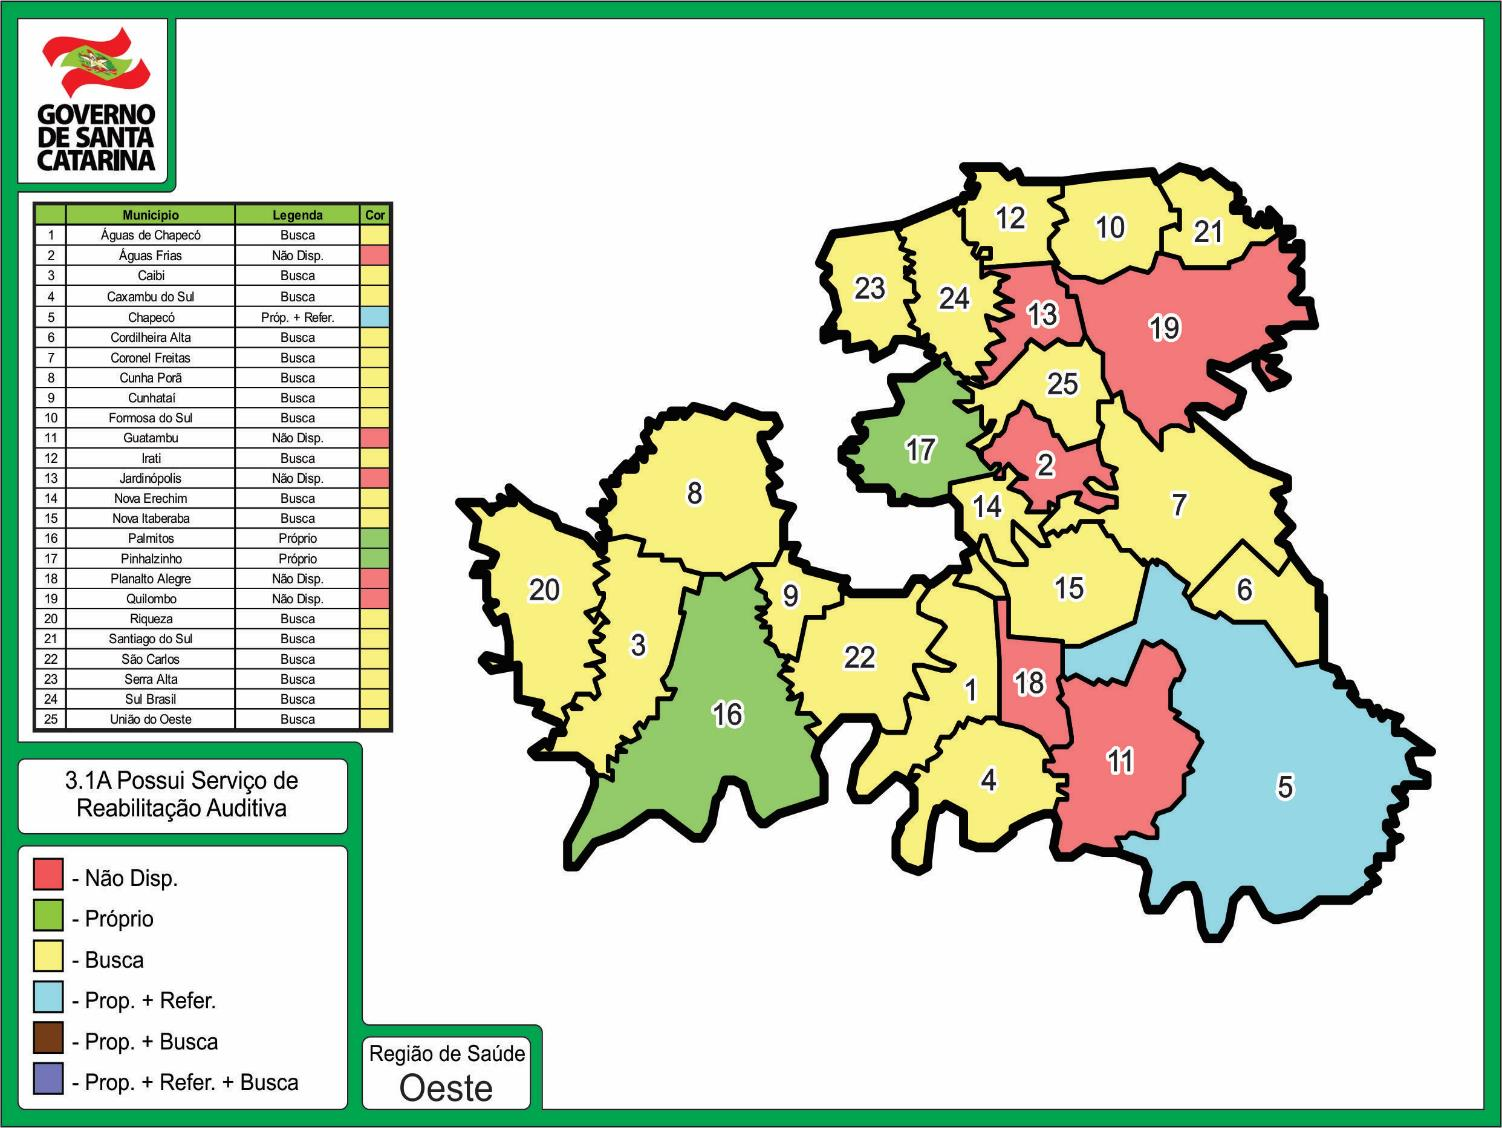 GOVERNO
DE SANTA
CATARINA
Município Legenda Cor
1 Águas de Chapecó Busca
2 Águas Frias Não Disp.
3 Caibi Busca
4 Caxambu do Sul Busca
5 Chapecó Próp. + Refer.
6 Cordilheira Alta Busca
7 Coronel Freitas Busca
8 Cunha Porã Busca
9 Cunhataí Busca
10 Formosa do Sul Busca
11 Guatambu Não Disp.
12 Irati Busca
13 Jardinópolis Não Disp.
14 Nova Erechim Busca
15 Nova Itaberaba Busca
16 Palmitos Próprio
17 Pinhalzinho Próprio
18 Planalto Alegre Não Disp.
19 Quilombo Não Disp.
20 Riqueza Busca
21 Santiago do Sul Busca
22 São Carlos Busca
23 Serra Alta Busca
24 Sul Brasil Busca
25 União do Oeste Busca
3.1A Possui Serviço de
Reabilitação Auditiva
- Não Disp.
- Próprio
- Busca
- Prop. + Refer.
- Prop. + Busca
- Prop. + Refer. + Busca
Região de Saúde
Oeste
12
10
21
23
24
13
19
25
17
2
14
7
8
20
9
15
6
3
22
1
18
16
11
4
5